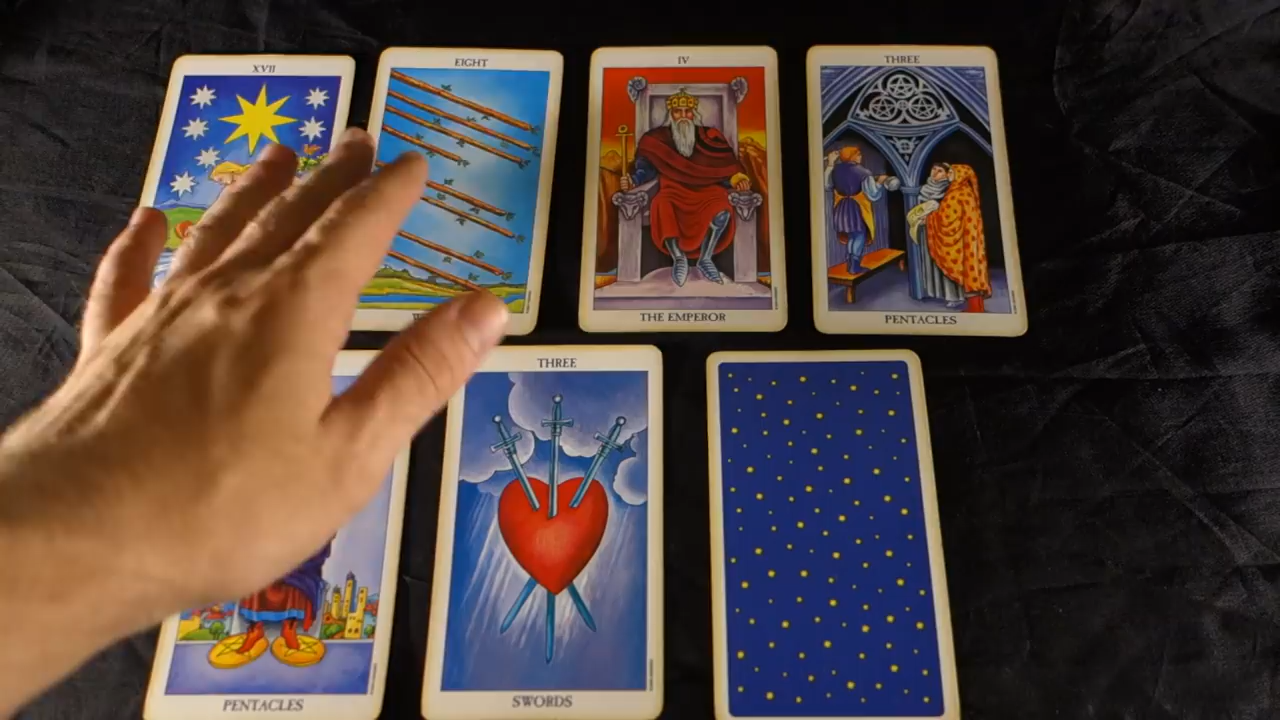 XVII
EIGHT
IV
THREE
THE EMPEROR
PENTACLES
THREE
PENTACLES
SWORDS